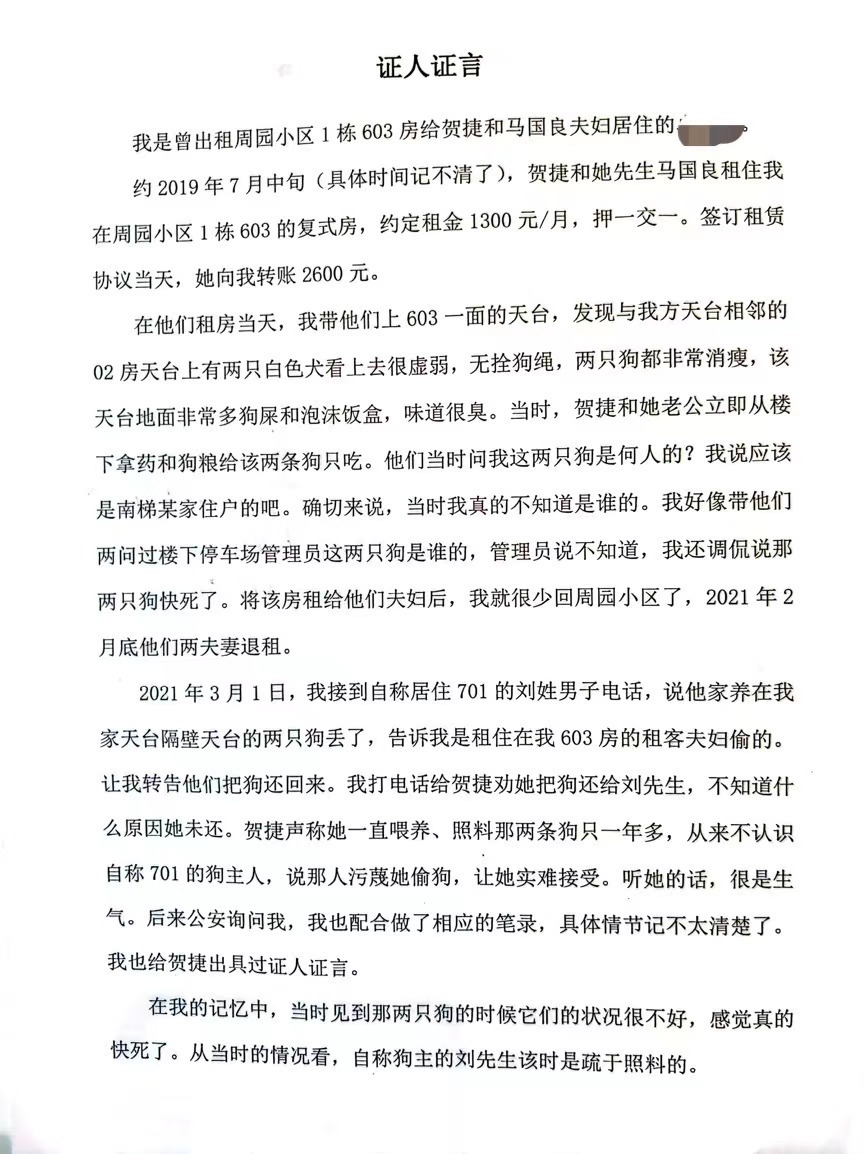 证人证言
我是曾出租周园小区 1 栋 603 房给贺捷和马国良夫妇居住的
约 2019 年 7 月中旬（具体时间记不清了），贺捷和她先生马国良租住我
在周园小区 1 栋 603 的复式房，约定租金 1300 元/月，押一交一。签订租赁
协议当天，她向我转账 2600 元。
在他们租房当天，我带他们上 603 一面的天台，发现与我方天台相邻的
02 房天台上有两只白色犬看上去很虚弱，无拴狗绳，两只狗都非常消瘦，该
天台地面非常多狗屎和泡沫饭盒，味道很臭。当时，贺捷和她老公立即从楼
下拿药和狗粮给该两条狗只吃。他们当时问我这两只狗是何人的？我说应该
是南梯某家住户的吧。确切来说，当时我真的不知道是谁的。我好像带他们
两问过楼下停车场管理员这两只狗是谁的，管理员说不知道，我还调侃说那
两只狗快死了。将该房租给他们夫妇后，我就很少回周园小区了，2021 年 2
月底他们两夫妻退租。
2021 年 3 月 1 日，我接到自称居住 701 的刘姓男子电话，说他家养在我
家天台隔壁天台的两只狗丢了，告诉我是租住在我 603 房的租客夫妇偷的。
让我转告他们把狗还回来。我打电话给贺捷劝她把狗还给刘先生，不知道什
么原因她未还。贺捷声称她一直喂养、照料那两条狗只一年多，从来不认识
自称 701 的狗主人，说那人污蔑她偷狗，让她实难接受。听她的话，很是生
气。后来公安询问我，我也配合做了相应的笔录，具体情节记不太清楚了。
我也给贺捷出具过证人证言。
在我的记忆中，当时见到那两只狗的时候它们的状况很不好，感觉真的
快死了。从当时的情况看，自称狗主的刘先生该时是疏于照料的。